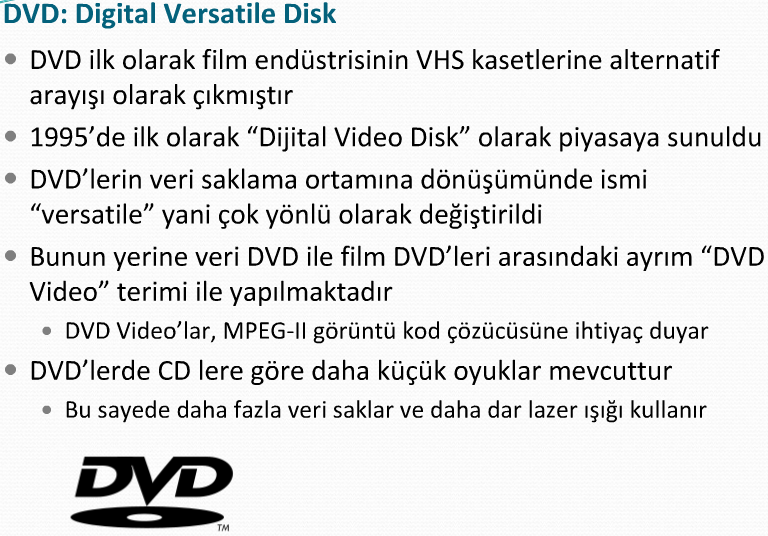 DVD: Digital Versatile Disk
• DVD ilk olarak film endüstrisinin VHS kasetlerine alternatif
arayışı olarak çıkmıştır
• 1995’de ilk olarak “Dijital Video Disk” olarak piyasaya sunuldu
• DVD’lerin veri saklama ortamına dönüşümünde ismi
“versatile” yani çok yönlü olarak değiştirildi
• Bunun yerine veri DVD ile film DVD’leri arasındaki ayrım “DVD
Video” terimi ile yapılmaktadır
• DVD Video’lar, MPEG-II görüntü kod çözücüsüne ihtiyaç duyar
• DVD’lerde CD lere göre daha küçük oyuklar mevcuttur
• Bu sayede daha fazla veri saklar ve daha dar lazer ışığı kullanır
DVD
TM